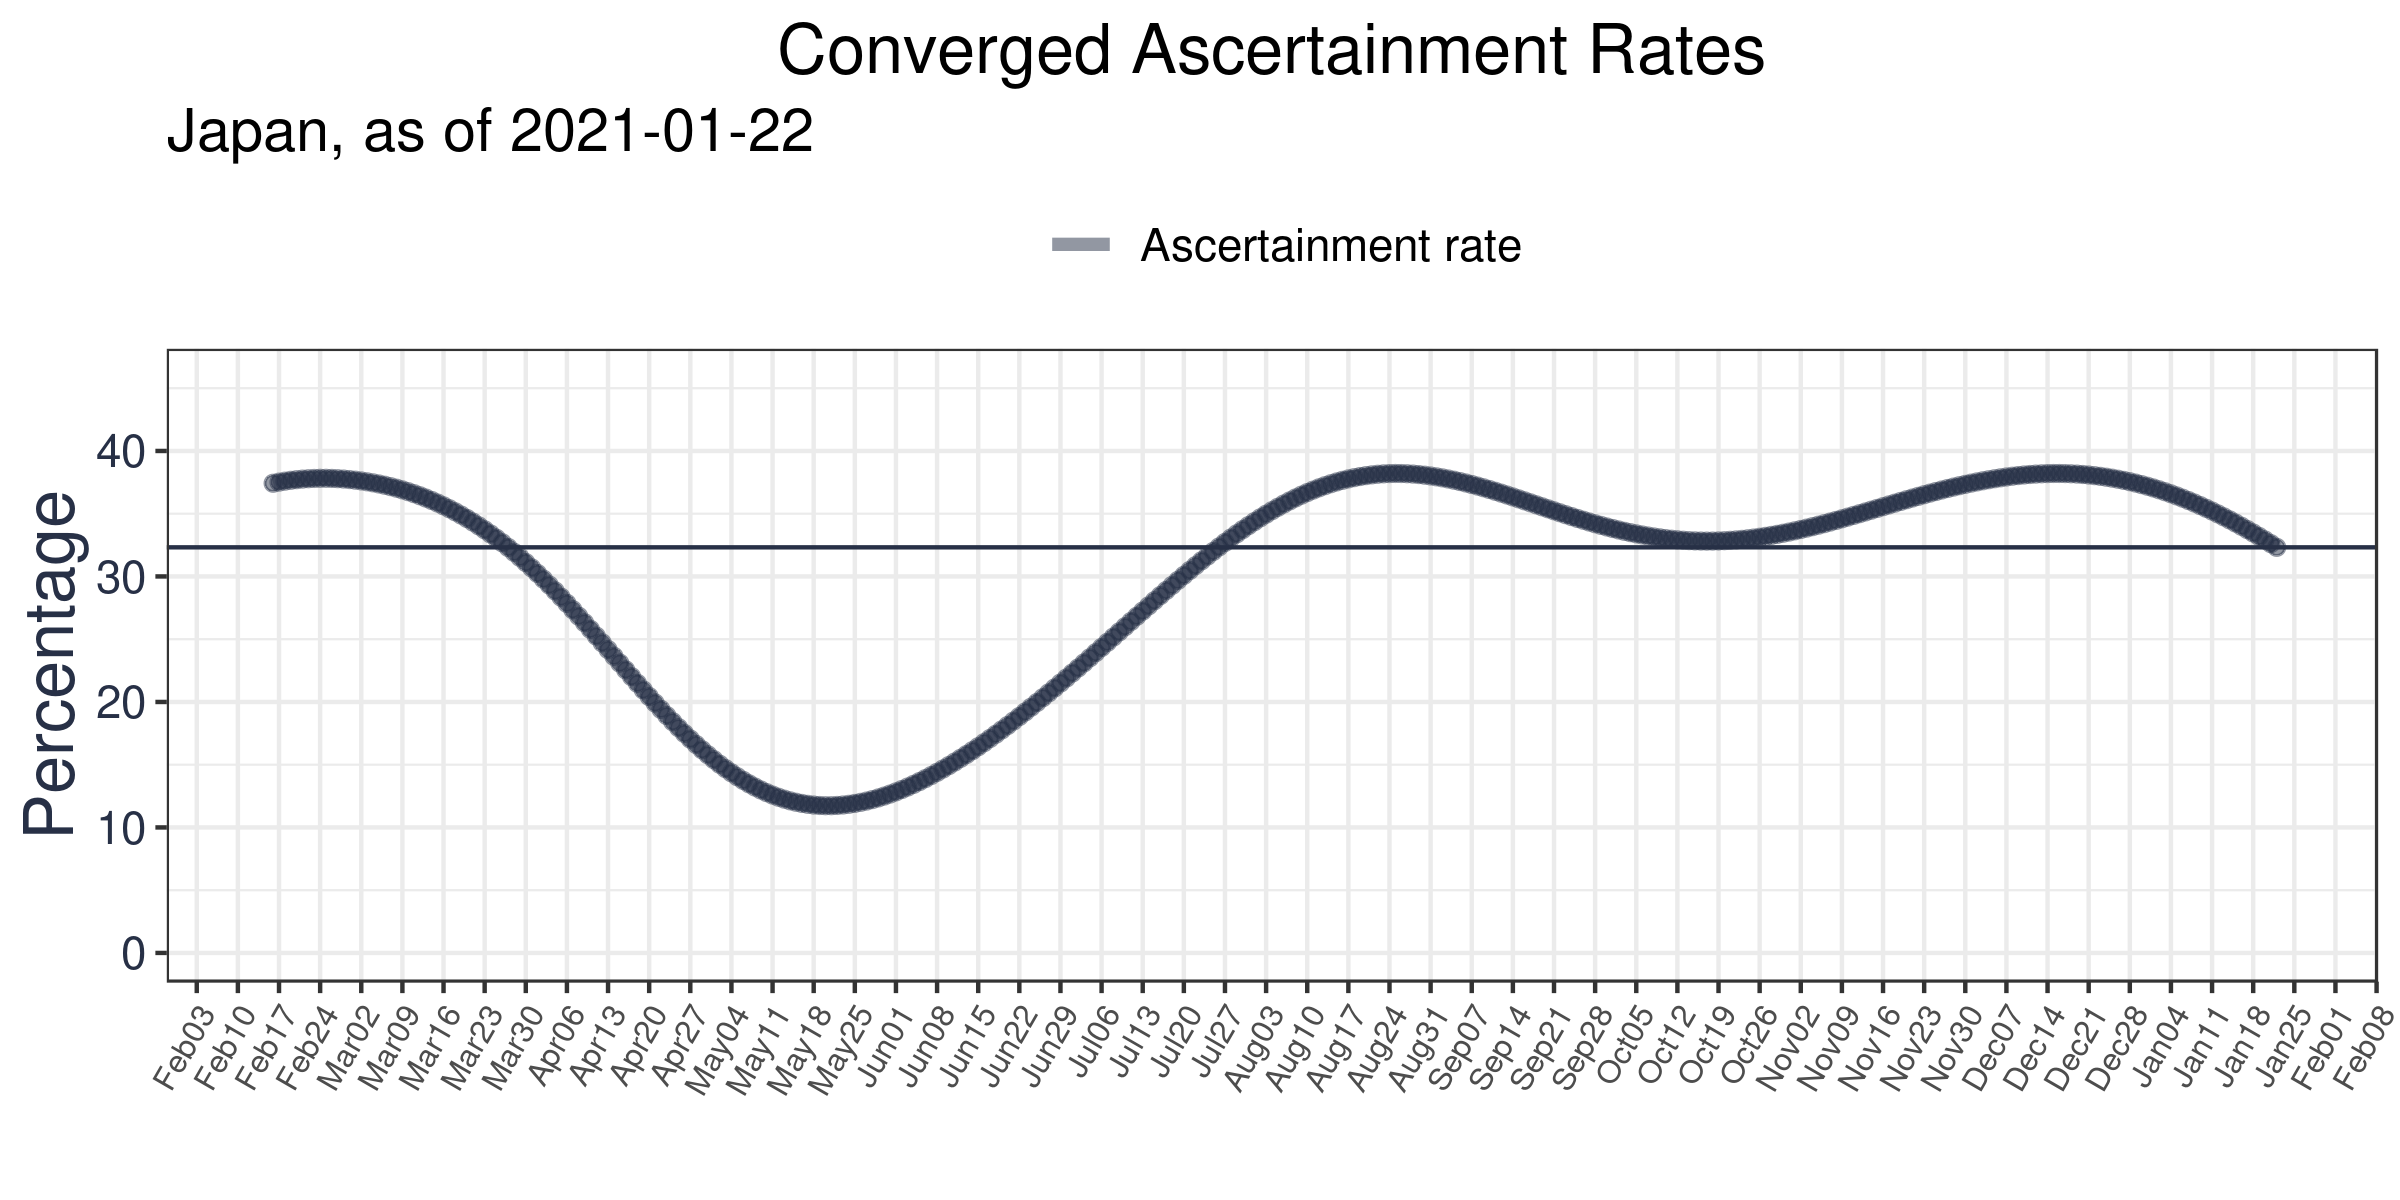 Converged Ascertainment Rates
Japan, as of 2021-01-22
Ascertainment rate
Percentage
40
30
20
10
0
Feb03 Feb10 Feb17 Feb24 Mar02 Mar09 Mar16 Mar23 Mar30 Apr06 Apr13 Apr20 Apr27 May04 May11 May18 May25 Jun01 Jun08 Jun15 Jun22 Jun29 Jul06 Jul13 Jul20 Jul27 Aug03 Aug10 Aug17 Aug24 Aug31 Sep07 Sep14 Sep21 Sep28 Oct05 Oct12 Oct19 Oct26 Nov02 Nov09 Nov16 Nov23 Nov30 Dec07 Dec14 Dec21 Dec28 Jan04 Jan11 Jan18 Jan25 Feb01 Feb08